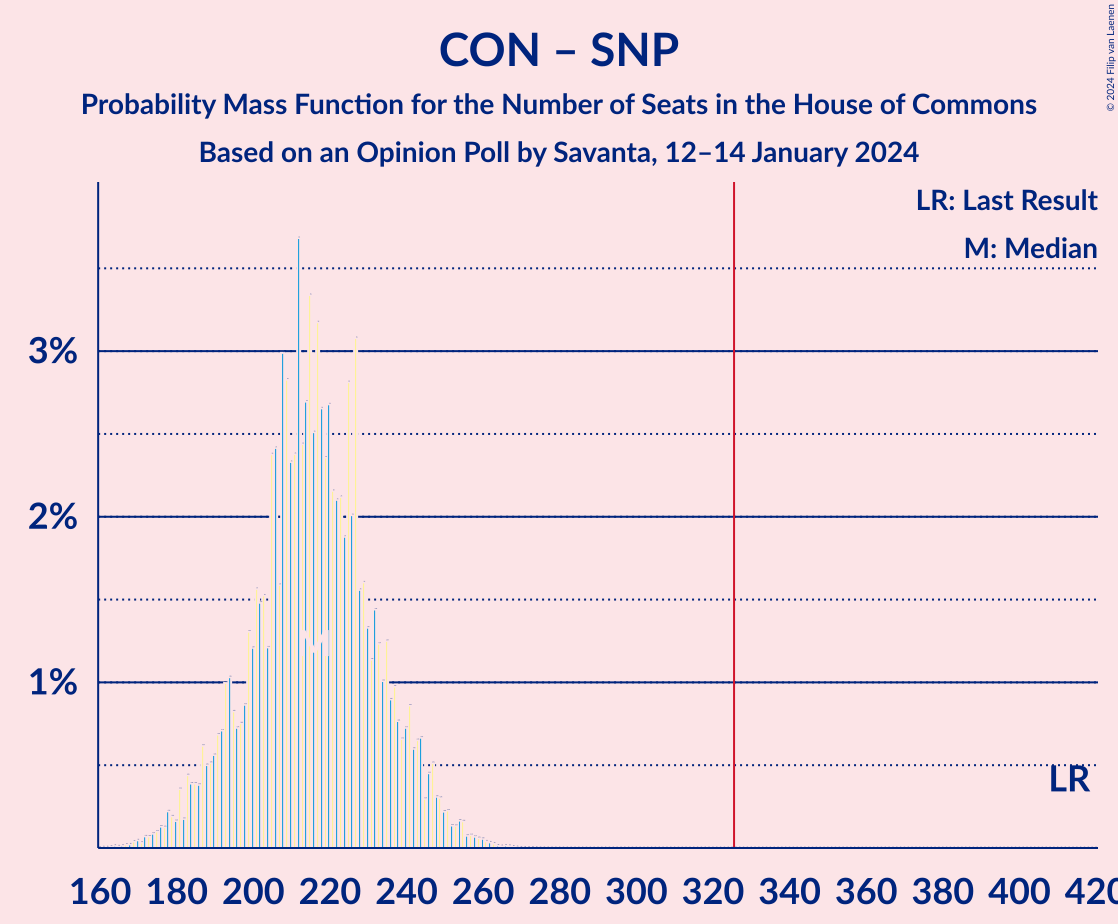 CON – SNP
Probability Mass Function for the Number of Seats in the House of Commons
Based on an Opinion Poll by Savanta, 12–14 January 2024
© 2024 Filip van Laenen
LR: Last Result
M: Median
3%
2%
1%
LR
160 180 200 220 240 260 280 300 320 340 360 380 400 420